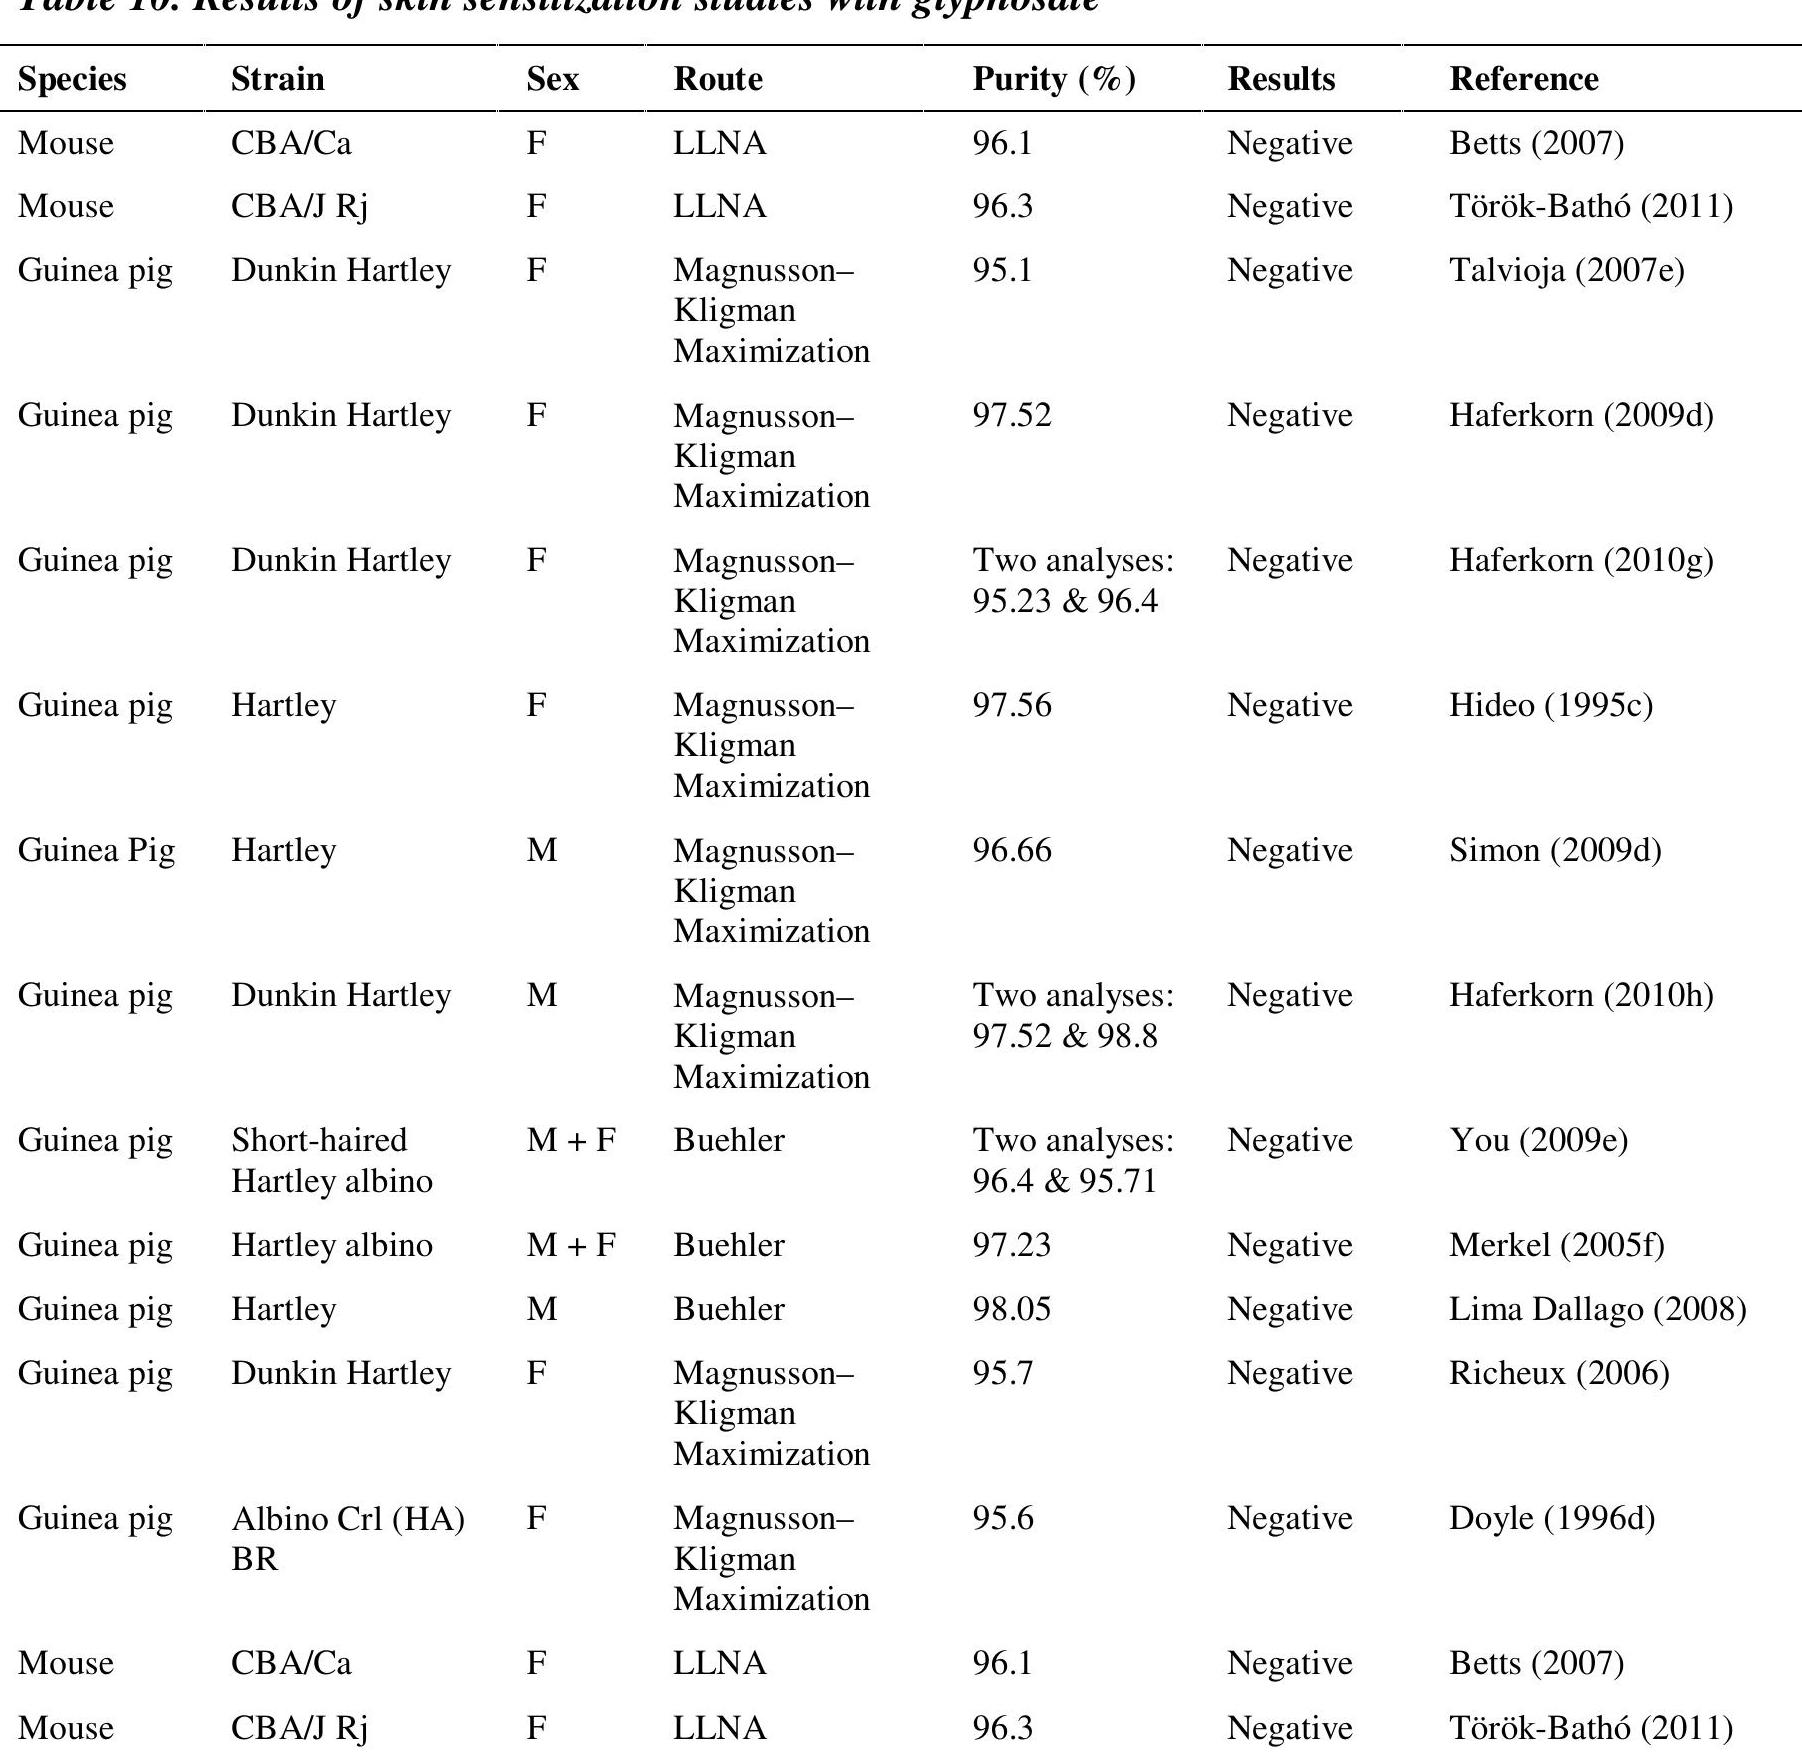 Table 10. Results of skin sensitization studies with glyphosate
Species Strain Sex Route Purity (%) Results Reference
Mouse CBA/Ca F LLNA 96.1 Negative Betts (2007)
Mouse CBA/J Rj F LLNA 96.3 Negative Török-Bathó (2011)
Guinea pig Dunkin Hartley F Magnusson– 95.1 Negative Talvioja (2007e)
Kligman
Maximization
Guinea pig Dunkin Hartley F Magnusson– 97.52 Negative Haferkorn (2009d)
Kligman
Maximization
Guinea pig Dunkin Hartley F Magnusson– Two analyses: Negative Haferkorn (2010g)
Kligman 95.23 & 96.4
Maximization
Guinea pig Hartley F Magnusson– 97.56 Negative Hideo (1995c)
Kligman
Maximization
Guinea Pig Hartley M Magnusson– 96.66 Negative Simon (2009d)
Kligman
Maximization
Guinea pig Dunkin Hartley M Magnusson– Two analyses: Negative Haferkorn (2010h)
Kligman 97.52 & 98.8
Maximization
Guinea pig Short-haired M + F Buehler Two analyses: Negative You (2009e)
Hartley albino 96.4 & 95.71
Guinea pig Hartley albino M + F Buehler 97.23 Negative Merkel (2005f)
Guinea pig Hartley M Buehler 98.05 Negative Lima Dallago (2008)
Guinea pig Dunkin Hartley F Magnusson– 95.7 Negative Richeux (2006)
Kligman
Maximization
Guinea pig Albino Crl (HA) F Magnusson– 95.6 Negative Doyle (1996d)
BR Kligman
Maximization
Mouse CBA/Ca F LLNA 96.1 Negative Betts (2007)
Mouse CBA/J Rj F LLNA 96.3 Negative Török-Bathó (2011)